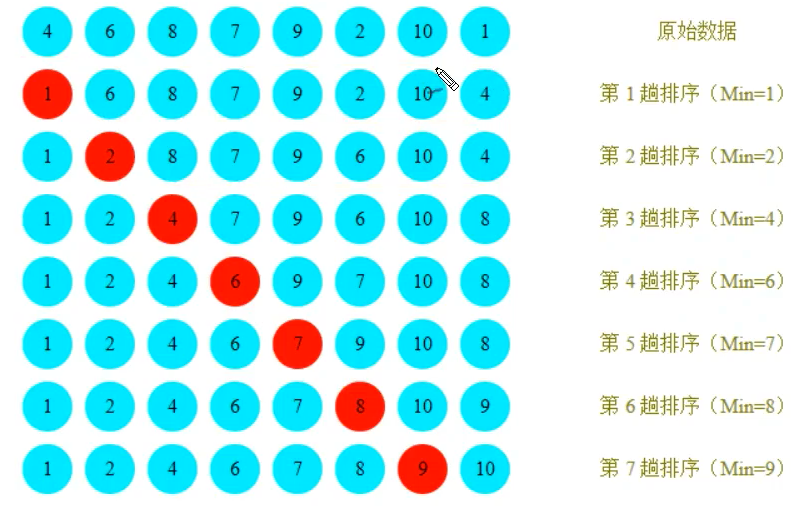 4 6 8 7 9 2 10 1 原始数据
1 6 8 7 9 2 10 4 第 1 趟排序（Min=1）
1 2 8 7 9 6 10 4 第 2 趟排序（Min=2）
1 2 4 7 9 6 10 8 第 3 趟排序（Min=4）
1 2 4 6 9 7 10 8 第 4 趟排序（Min=6）
1 2 4 6 7 9 10 8 第 5 趟排序（Min=7）
1 2 4 6 7 8 10 9 第 6 趟排序（Min=8）
1 2 4 6 7 8 9 10 第 7 趟排序（Min=9）